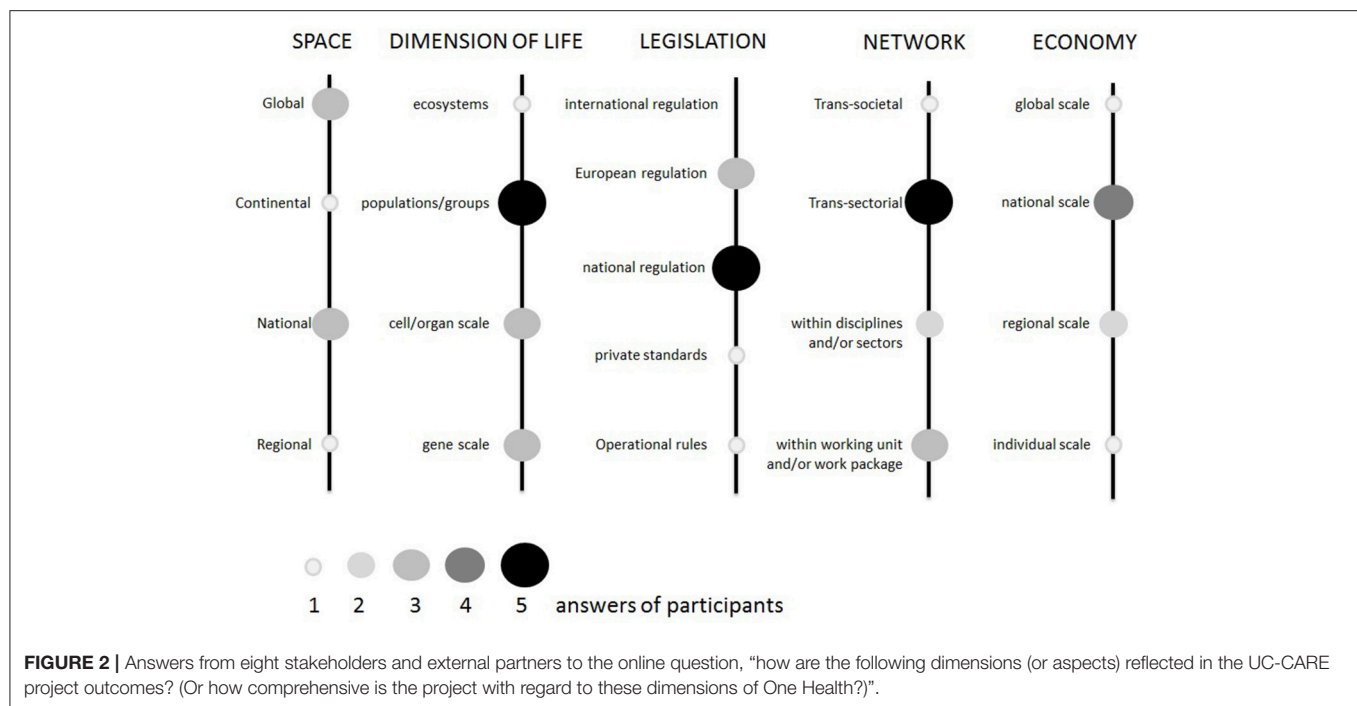 SPACE DIMENSION OF LIFE LEGISLATION NETWORK ECONOMY
Global ecosystems international regulation Trans-societal global scale
European regulation
Continental populations/groups Trans-sectorial national scale
national regulation
National cell/organ scale within disciplines regional scale
and/or sectors
private standards
Regional gene scale Operational rules within working unit individual scale
and/or work package
1 2 3 4 5 answers of participants
FIGURE 2 | Answers from eight stakeholders and external partners to the online question, “how are the following dimensions (or aspects) reflected in the UC-CARE
project outcomes? (Or how comprehensive is the project with regard to these dimensions of One Health?)”.